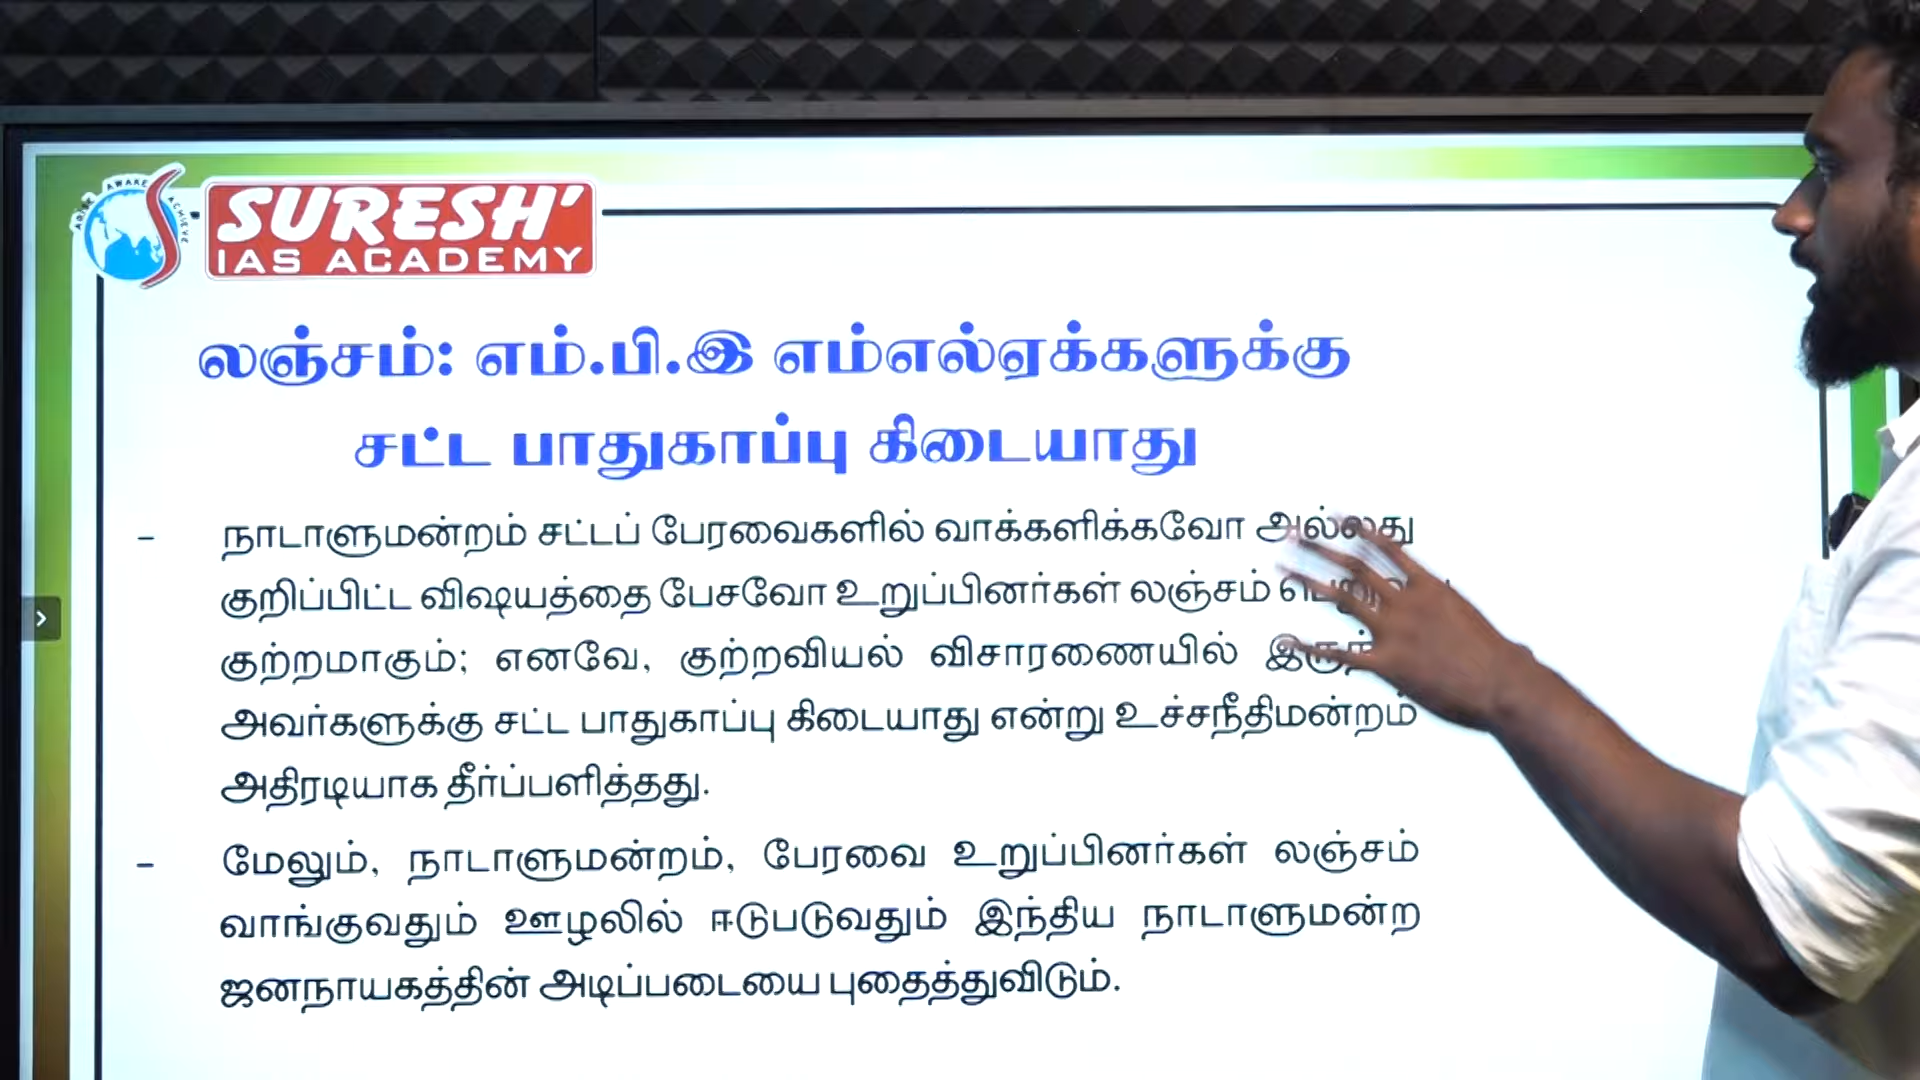 ARISE AWAKE ACHIEVE
SURESH'
IAS ACADEMY
லஞ்சம்: எம்.பி.இ எம்எல்ஏக்களுக்கு
சட்ட பாதுகாப்பு கிடையாது
- நாடாளுமன்றம் சட்டப் பேரவைகளில் வாக்களிக்கவோ அல்லது
குறிப்பிட்ட விஷயத்தை பேசவோ உறுப்பினர்கள் லஞ்சம்
குற்றமாகும்; எனவே, குற்றவியல் விசாரணையில்
அவர்களுக்கு சட்ட பாதுகாப்பு கிடையாது என்று உச்சநீதிமன்றம்
அதிரடியாக தீர்ப்பளித்தது.
- மேலும், நாடாளுமன்றம், பேரவை உறுப்பினர்கள் லஞ்சம்
வாங்குவதும் ஊழலில் ஈடுபடுவதும் இந்திய நாடாளுமன்ற
ஜனநாயகத்தின் அடிப்படையை புதைத்துவிடும்.